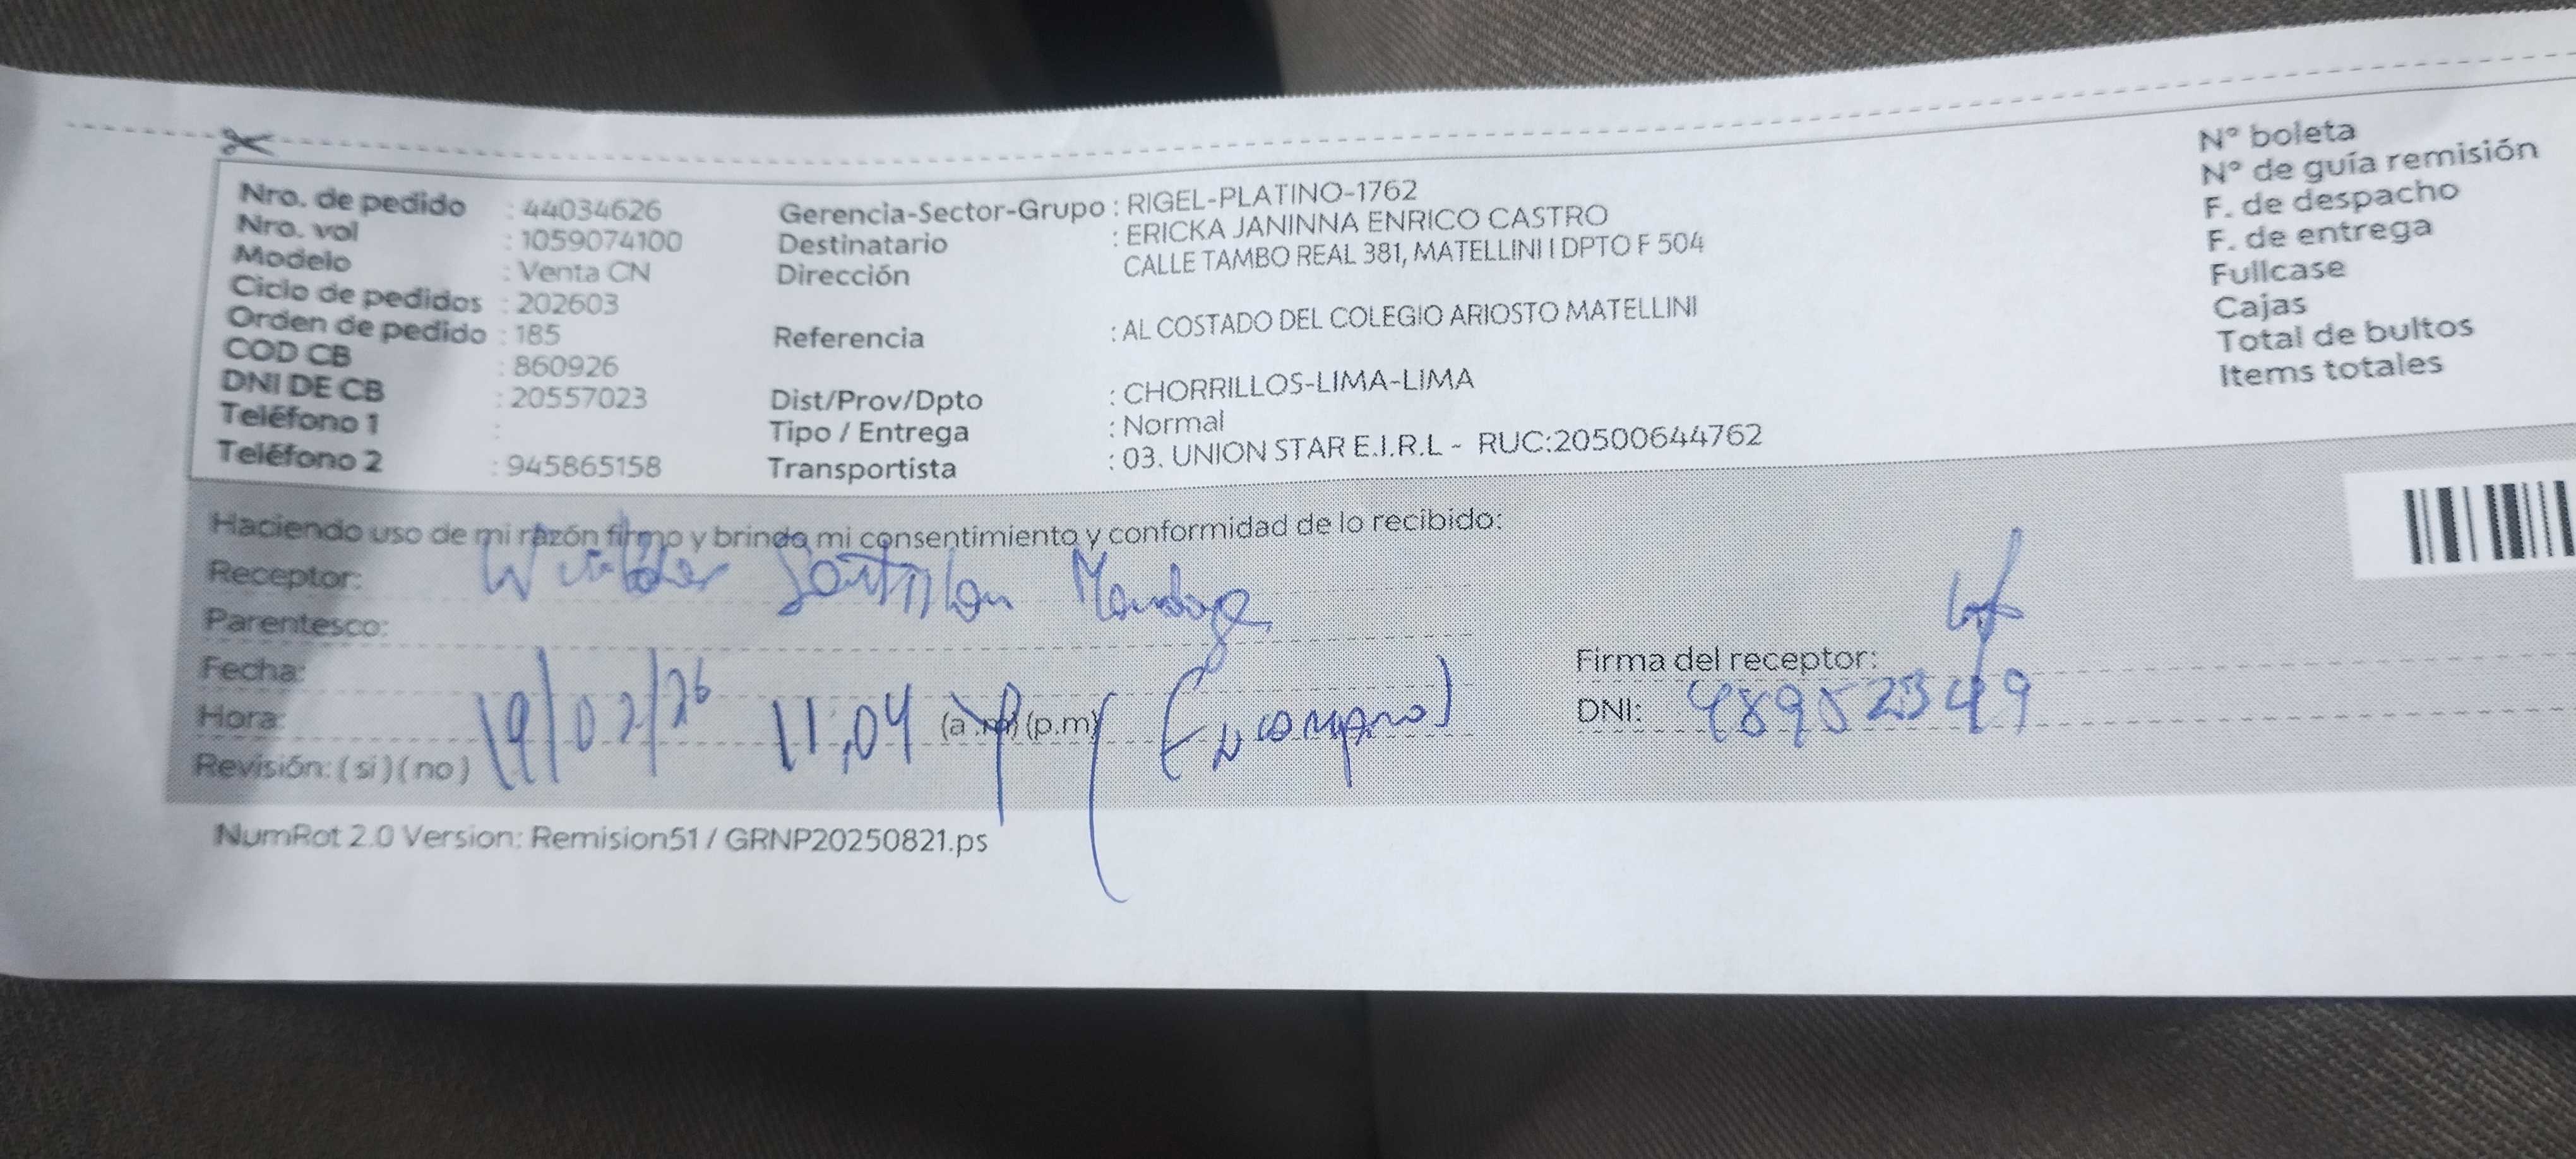 Nro. de pedido : 44034626
Nro. vol : 1059074100
Modelo : Venta CN
Ciclo de pedidos : 202603
Orden de pedido : 185
COD CB : 860926
DNI DE CB : 20557023
Teléfono 1 :
Teléfono 2 : 945865158
Gerencia-Sector-Grupo : RIGEL-PLATINO-1762
Destinatario : ERICKA JANINNA ENRICO CASTRO
Dirección CALLE TAMBO REAL 381, MATELLINI I DPTO F 504
Referencia : AL COSTADO DEL COLEGIO ARIOSTO MATELLINI
Dist/Prov/Dpto : CHORRILLOS-LIMA-LIMA
Tipo / Entrega : Normal
Transportista : 03. UNION STAR E.I.R.L - RUC:20500644762
N° boleta
N° de guía remisión
F. de despacho
F. de entrega
Fullcase
Cajas
Total de bultos
Items totales
Haciendo uso de mi razón firmo y brindo mi consentimiento y conformidad de lo recibido:
Receptor: Santillan
Parentesco:
Fecha: 19/02/26
Hora: 11:04 (a.m) (p.m)
Revisión: ( si ) ( no )
Firma del receptor:
DNI:
NumRot 2.0 Version: Remision51 / GRNP20250821.ps